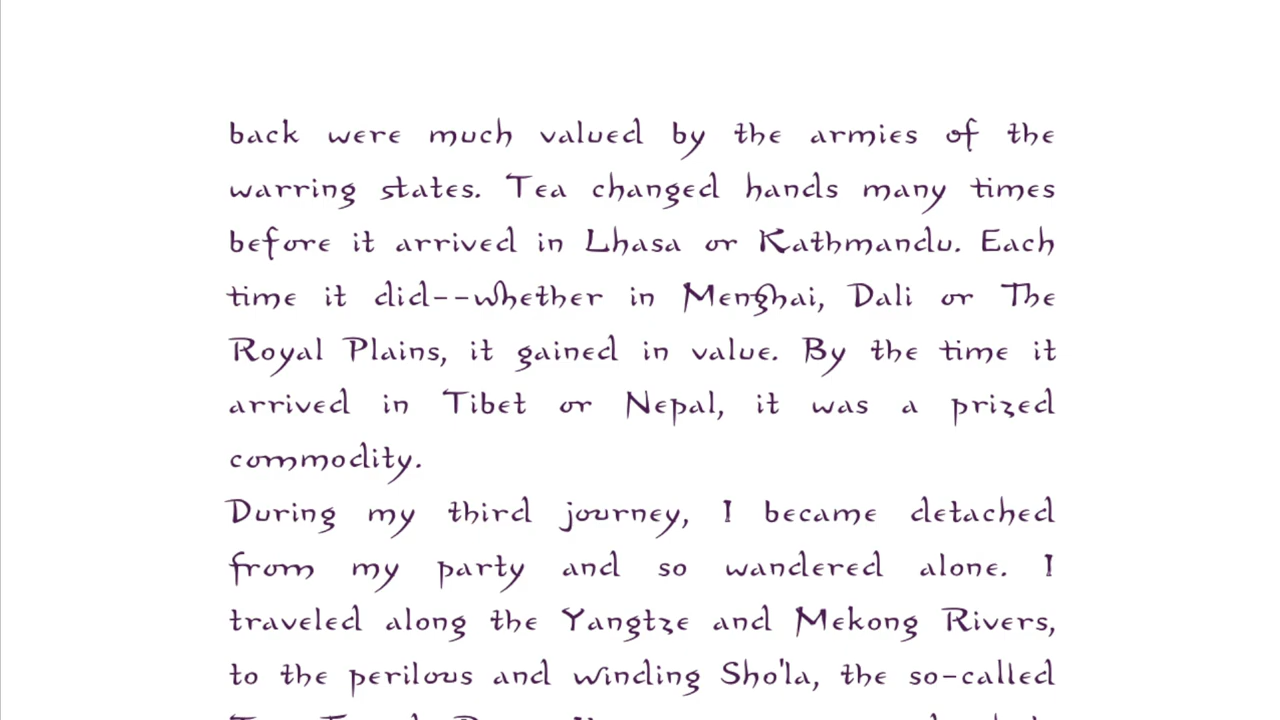 back were much valued by the armies of the
warring states. Tea changed hands many times
before it arrived in Lhasa or Kathmandu. Each
time it did--whether in Menghai, Dali or The
Royal Plains, it gained in value. By the time it
arrived in Tibet or Nepal, it was a prized
commodity.
During my third journey, I became detached
from my party and so wandered alone. I
traveled along the Yangtze and Mekong Rivers,
to the perilous and winding Sho'la, the so-called